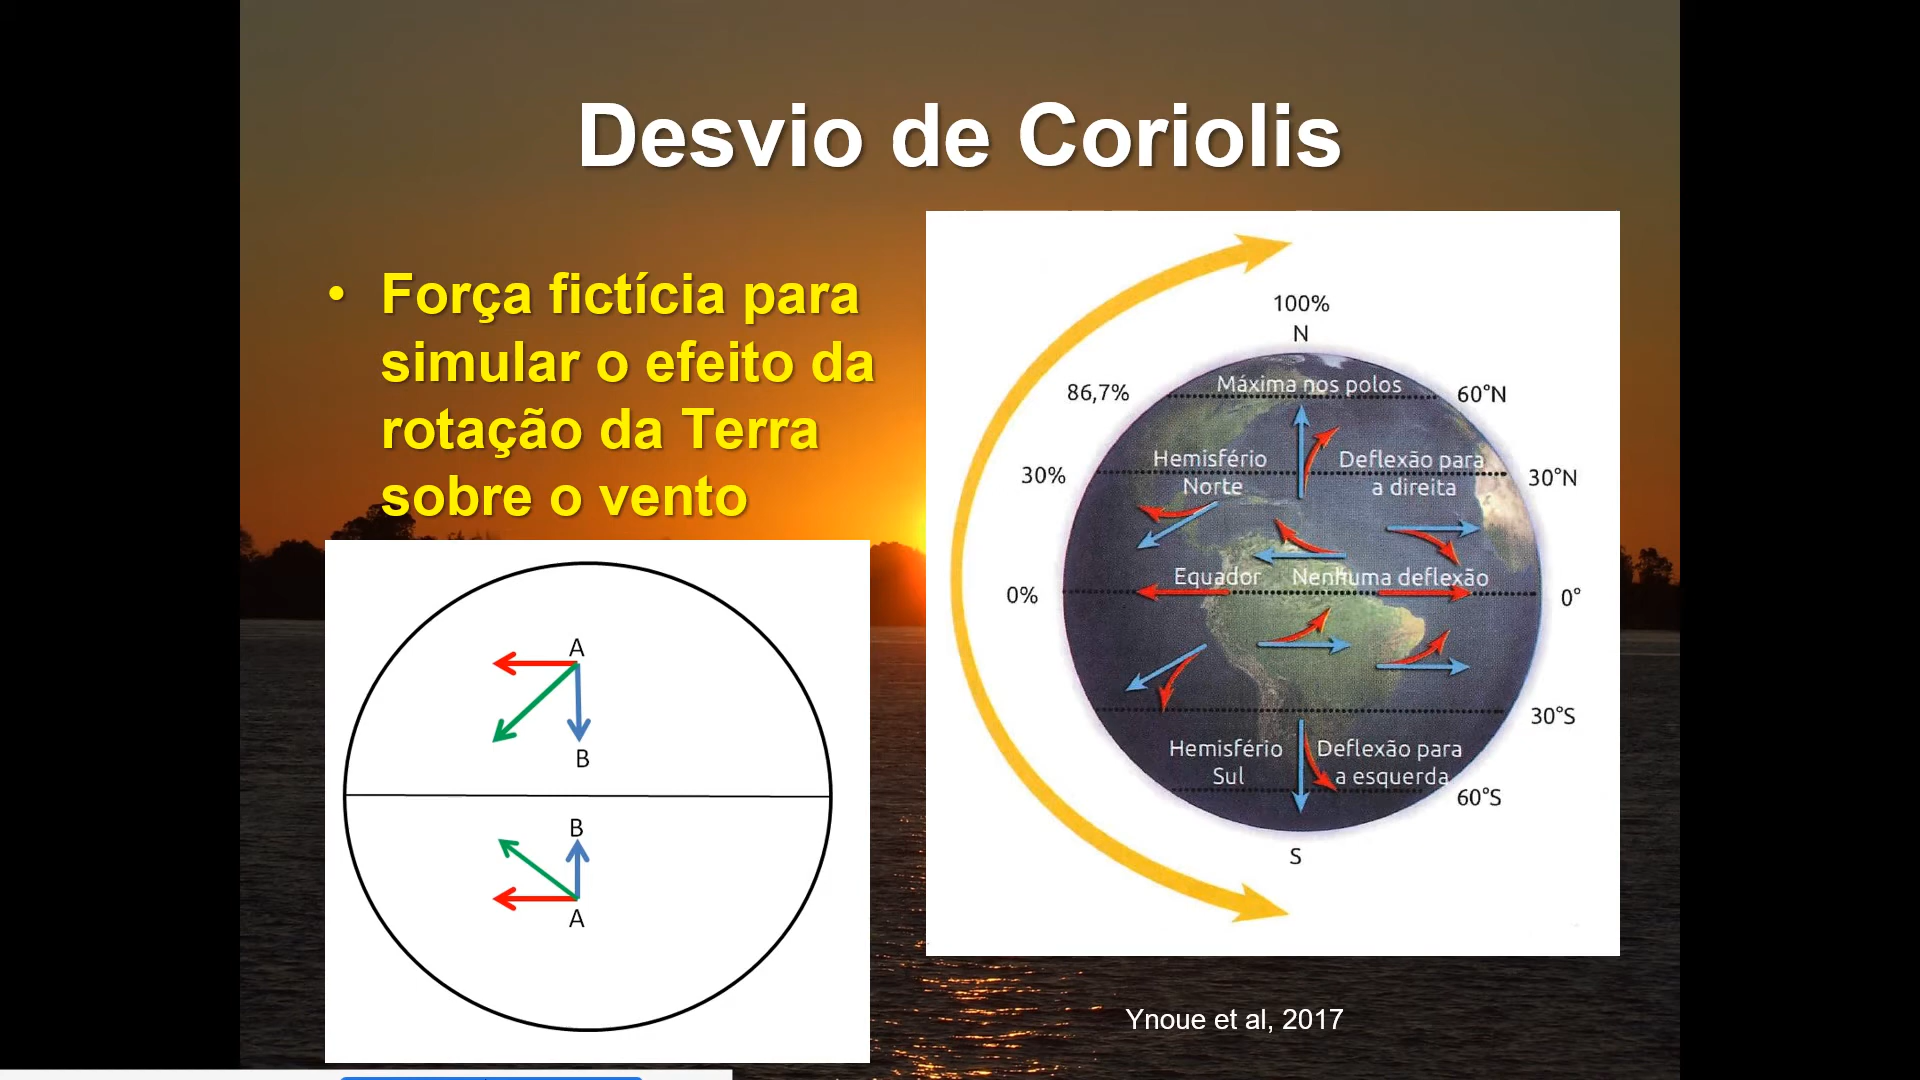 Desvio de Coriolis
• Força fictícia para
simular o efeito da
rotação da Terra
sobre o vento
A
B
B
A
100%
N
Máxima nos polos
86,7%
60°N
Hemisfério
Norte
Deflexão para
a direita
30%
30°N
Equador
Nenhuma deflexão
0%
0°
30°S
Hemisfério
Sul
Deflexão para
a esquerda
60°S
S
Ynoue et al, 2017